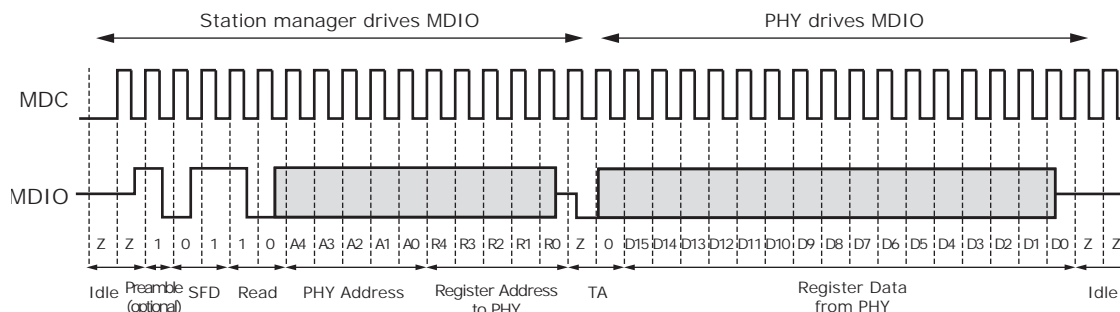 Station manager drives MDIO PHY drives MDIO
MDC
MDIO
Z Z 1 0 1 1 0 A4 A3 A2 A1 A0 R4 R3 R2 R1 R0 Z 0 D15 D14 D13 D12 D11 D10 D9 D8 D7 D6 D5 D4 D3 D2 D1 D0 Z Z
Idle Preamble SFD Read PHY Address Register Address TA Register Data Idle
(optional) to PHY from PHY